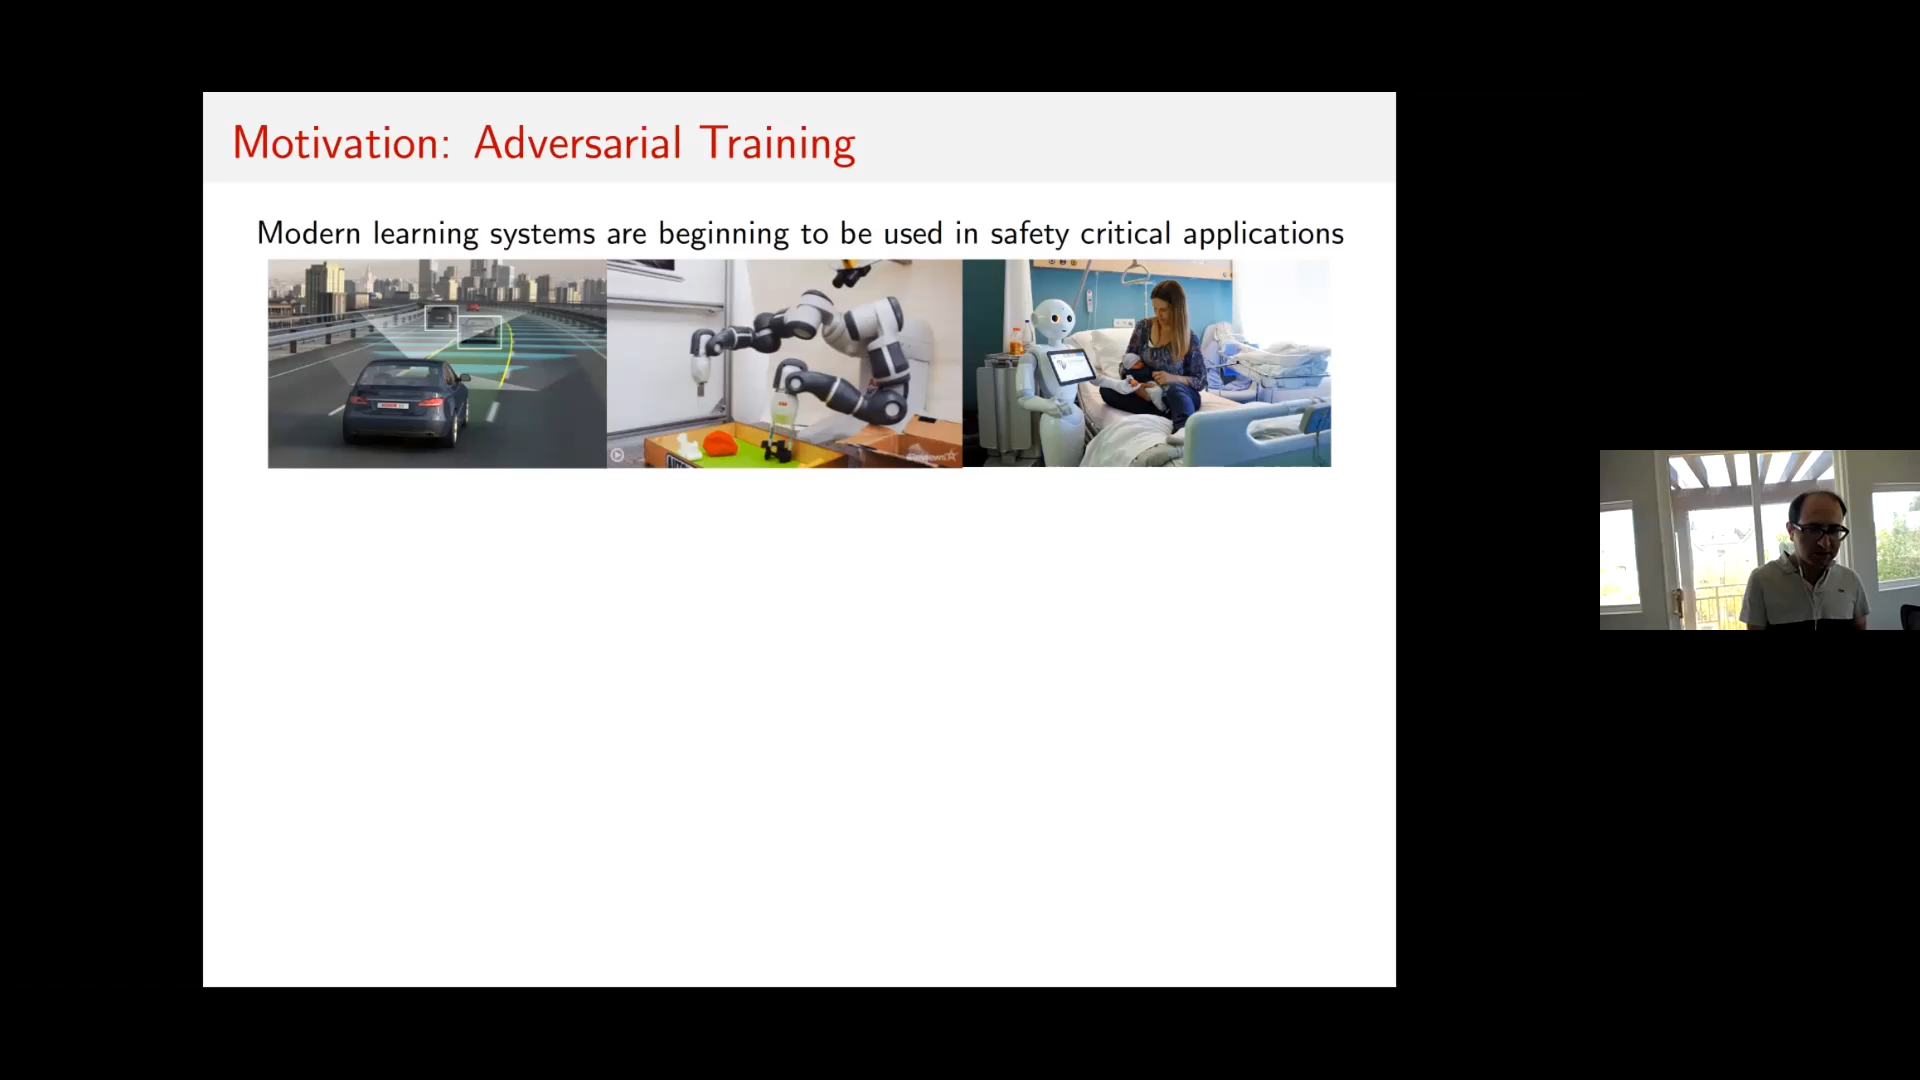 Motivation: Adversarial Training
Modern learning systems are beginning to be used in safety critical applications